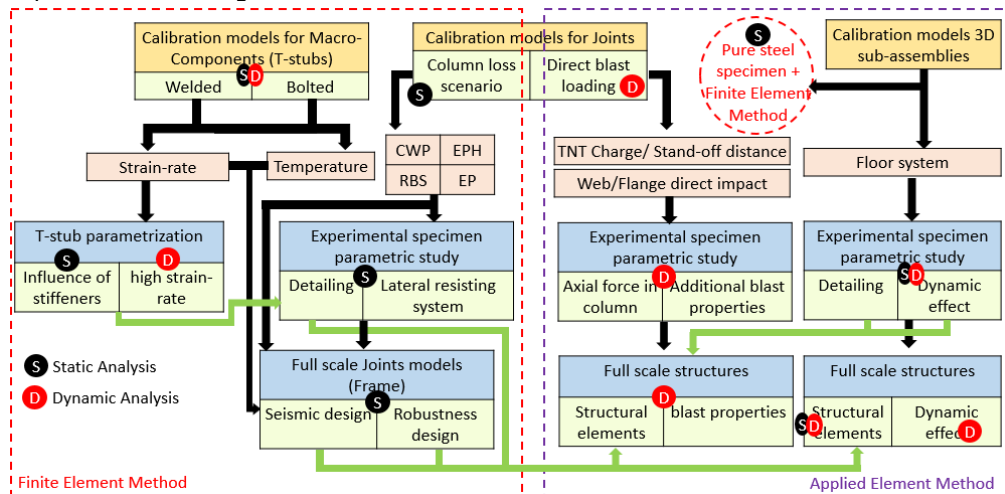 Calibration models for Macro-
Components (T-stubs)
S D
Welded
Bolted
Strain-rate
Temperature
T-stub parametrization
S
D
Influence of
stiffeners
high strain-
rate
S Static Analysis
D Dynamic Analysis
Calibration models for Joints
Column loss
scenario
S
Direct blast
loading
D
CWP
EPH
RBS
EP
Experimental specimen
parametric study
S
Detailing
Lateral resisting
system
Full scale Joints models
(Frame)
S
Seismic design
Robustness
design
Finite Element Method
TNT Charge/ Stand-off distance
Web/Flange direct impact
Experimental specimen
parametric study
D
Axial force in
column
Additional blast
properties
Full scale structures
D
Structural
elements
blast properties
S
Pure steel
specimen +
Finite Element
Method
Calibration models 3D
sub-assemblies
Floor system
Experimental specimen
parametric study
S D
Detailing
Dynamic
effect
Full scale structures
S D
Structural
elements
Dynamic
effect
D
Applied Element Method